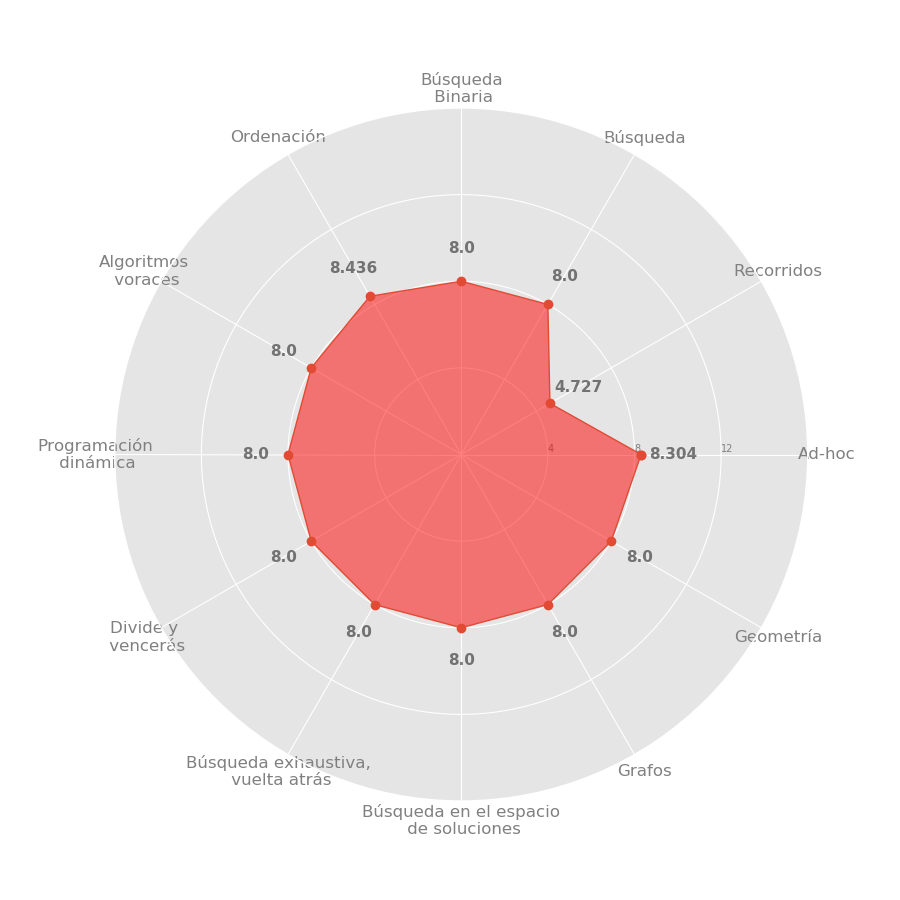 Búsqueda
Binaria
Ordenación
Búsqueda
Algoritmos
voraces
Recorridos
8.0
8.436
8.0
8.0
4.727
Programación
dinámica
8.0
4
8
12
8.304
Ad-hoc
8.0
8.0
Divide y
vencerás
Geometría
8.0
8.0
8.0
Búsqueda exhaustiva,
vuelta atrás
Grafos
Búsqueda en el espacio
de soluciones